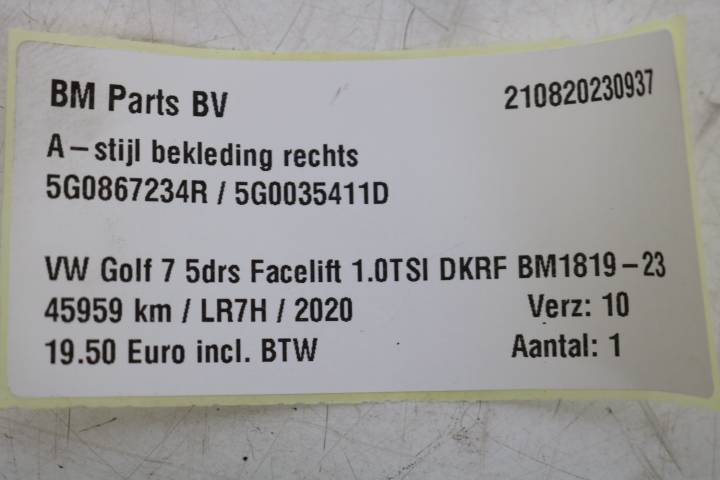 BM Parts BV 210820230937
A-stijl bekleding rechts
5G0867234R / 5G0035411D
VW Golf 7 5drs Facelift 1.0TSI DKRF BM1819-23
45959 km / LR7H / 2020 Verz: 10
19.50 Euro incl. BTW Aantal: 1